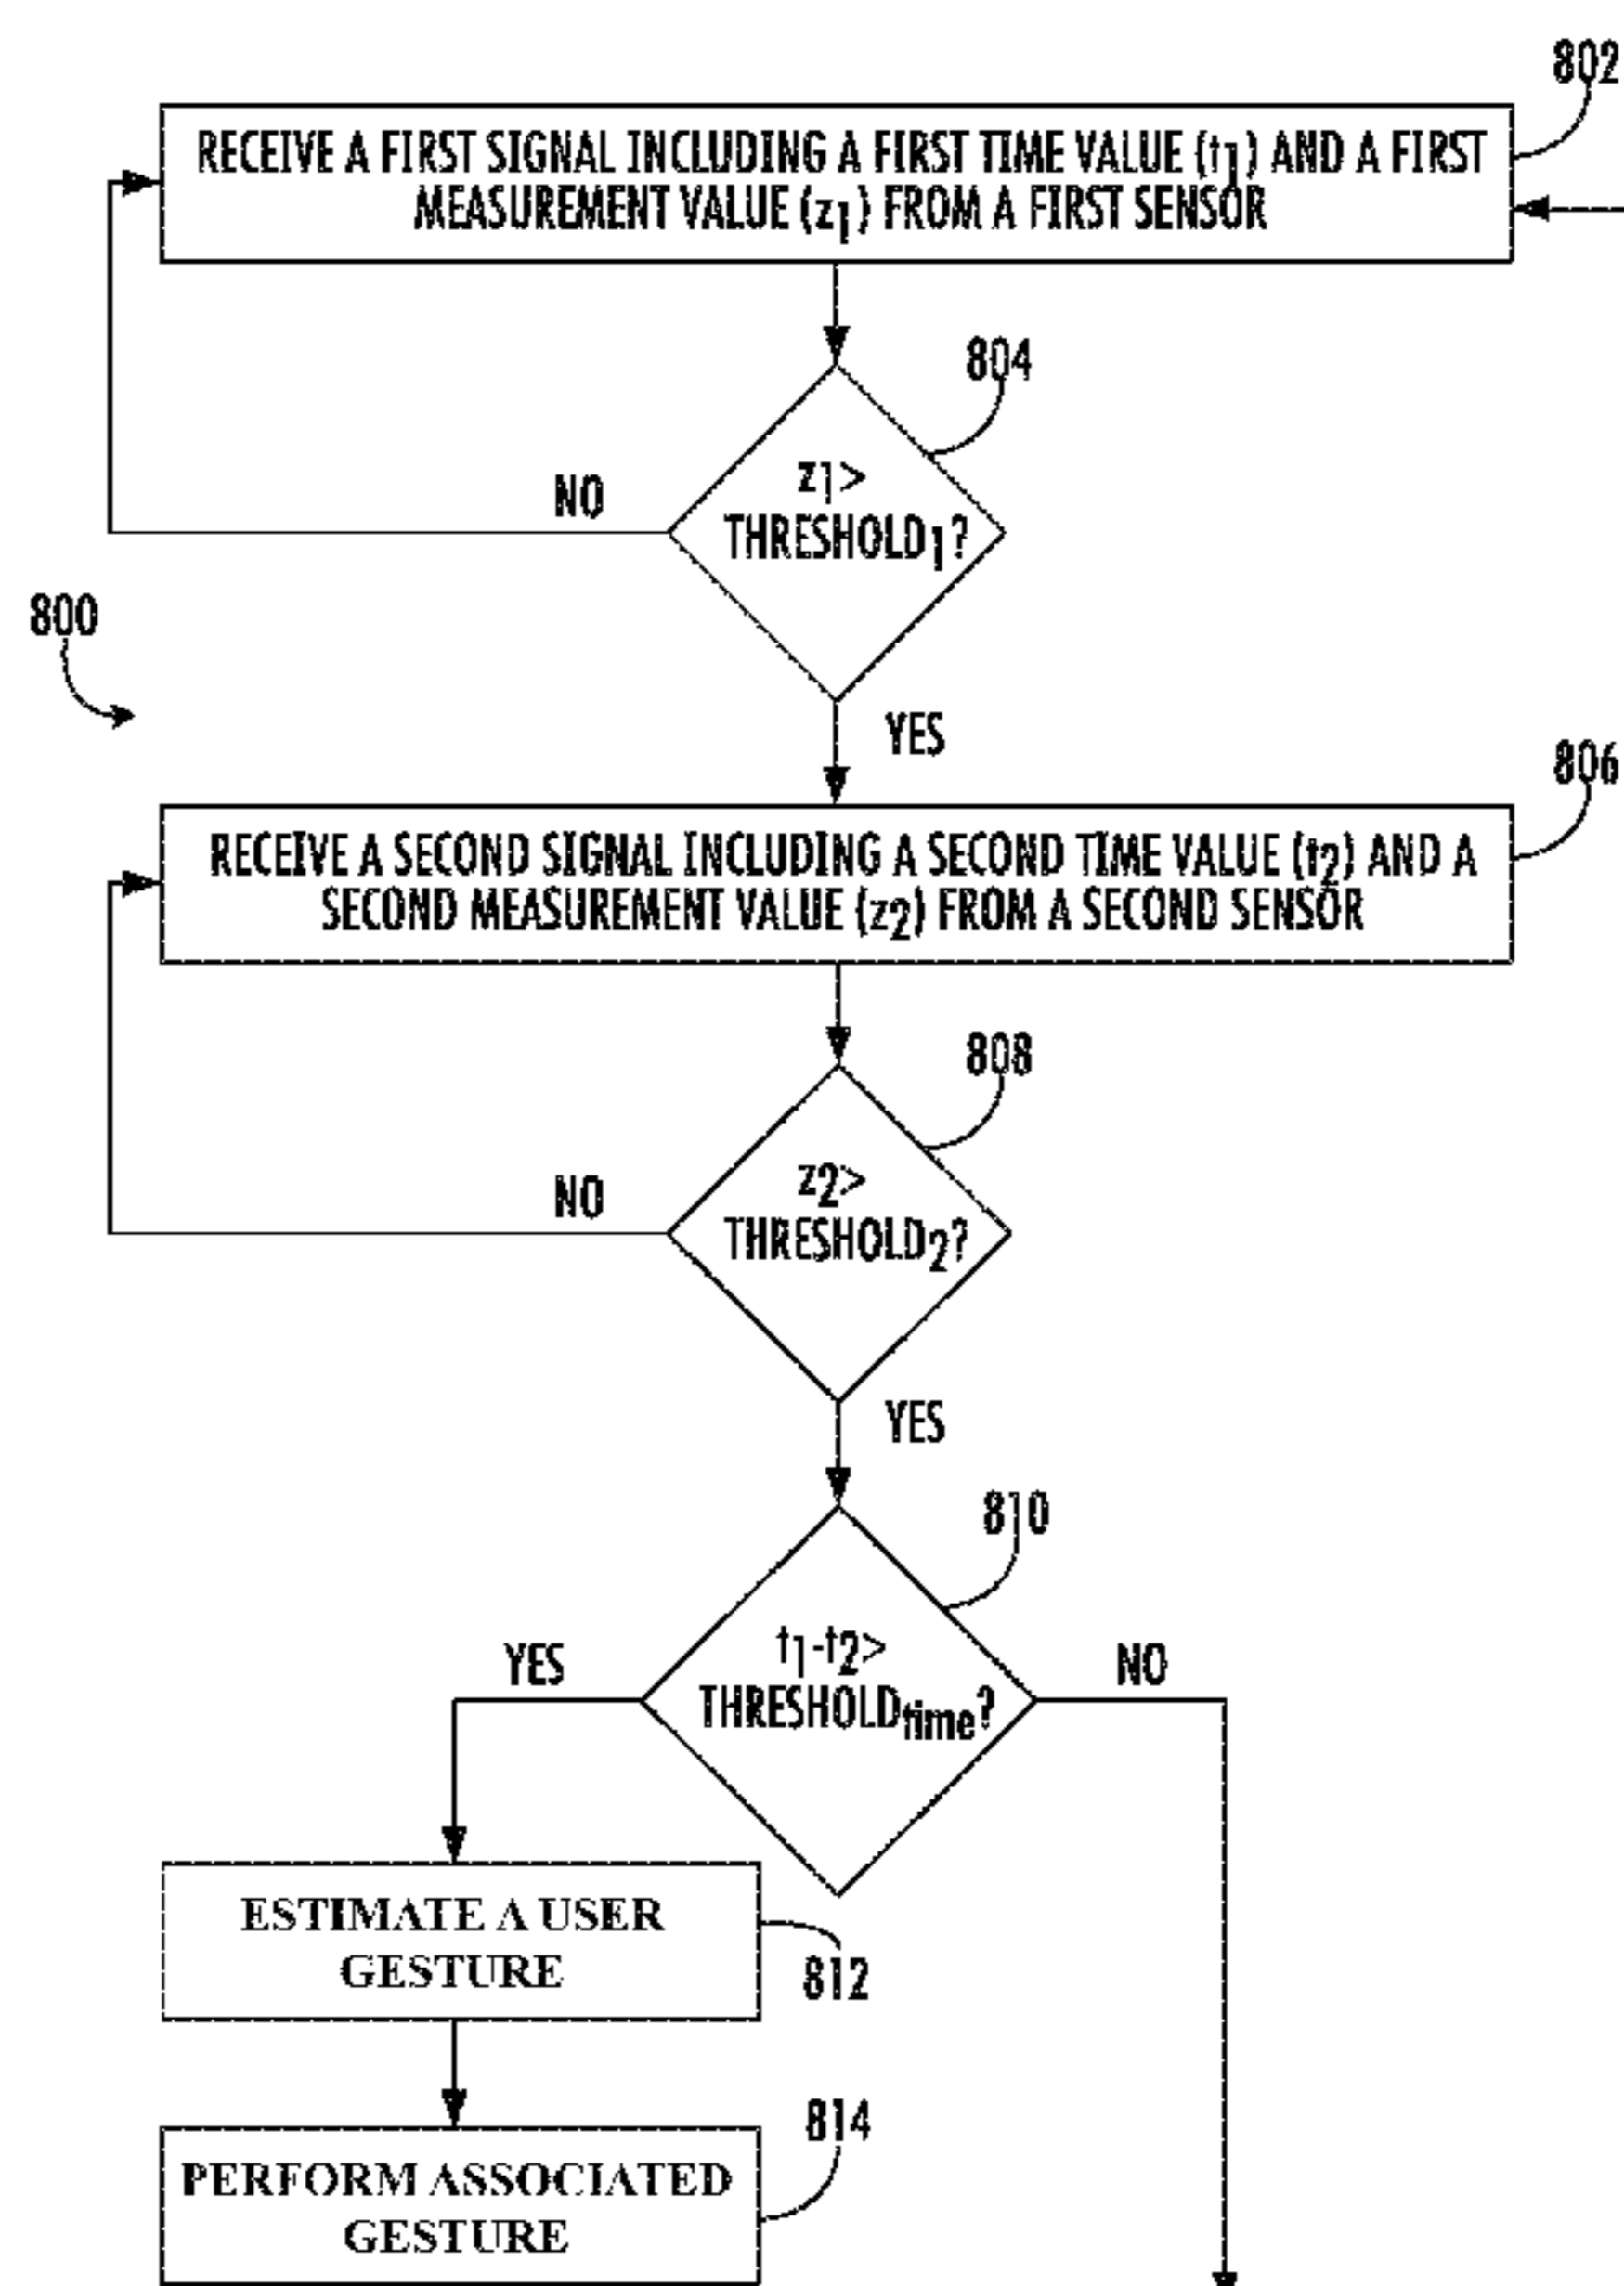 802
RECEIVE A FIRST SIGNAL INCLUDING A FIRST TIME VALUE (t1) AND A FIRST
MEASUREMENT VALUE (z1) FROM A FIRST SENSOR
804
z1>
THRESHOLD1?
NO
800
YES
806
RECEIVE A SECOND SIGNAL INCLUDING A SECOND TIME VALUE (t2) AND A
SECOND MEASUREMENT VALUE (z2) FROM A SECOND SENSOR
808
z2>
THRESHOLD2?
NO
YES
810
t1-t2>
THRESHOLDtime?
YES
NO
ESTIMATE A USER
GESTURE
812
814
PERFORM ASSOCIATED
GESTURE